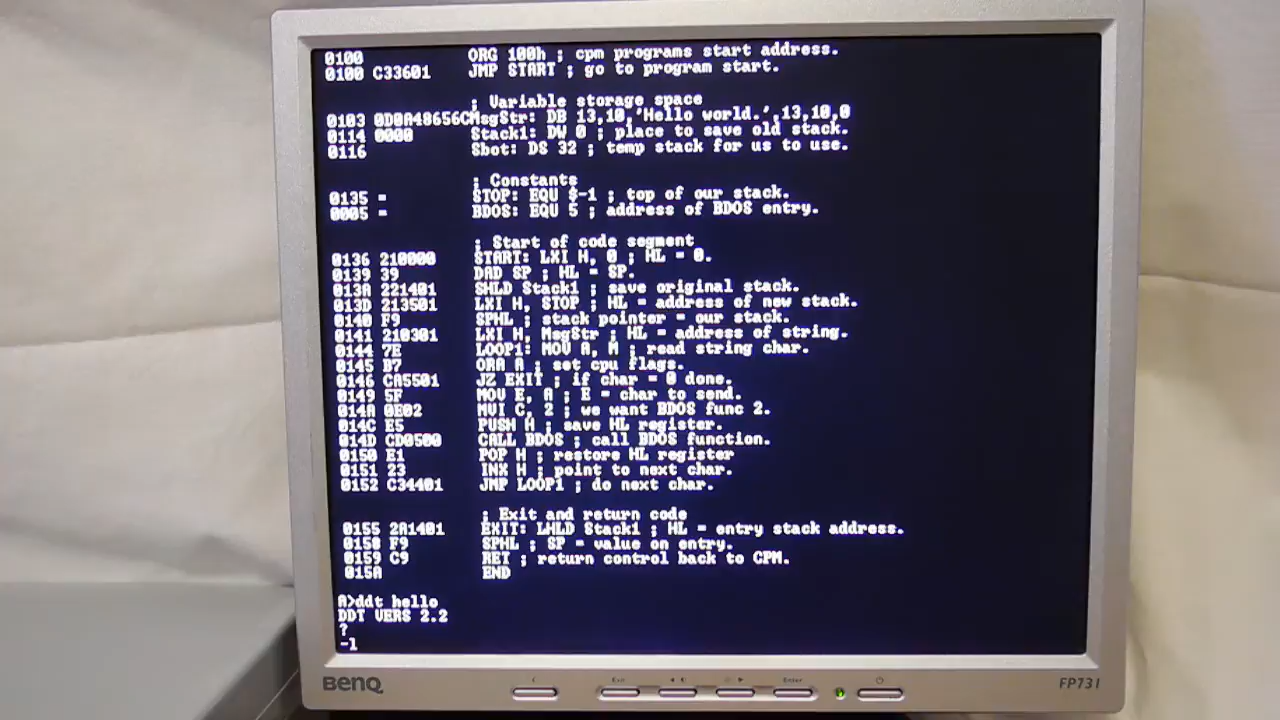 0100 ORG 100h ; cpm programs start address.
0100 C33601 JMP START ; go to program start.
; Variable storage space
0103 0D0A48656CMsgStr: DB 13,10,'Hello world.',13,10,0
0114 0000 Stack1: DW 0 ; place to save old stack.
0116 Sbot: DS 32 ; temp stack for us to use.
; Constants
0135 = STOP: EQU $-1 ; top of our stack.
0005 = BDOS: EQU 5 ; address of BDOS entry.
; Start of code segment
0136 210000 START: LXI H, 0 ; HL = 0.
0139 39 DAD SP ; HL = SP.
013A 221401 SHLD Stack1 ; save original stack.
013D 213501 LXI H, STOP ; HL = address of new stack.
0140 F9 SPHL ; stack pointer = our stack.
0141 210301 LXI H, MsgStr ; HL = address of string.
0144 7E LOOP1: MOV A, M ; read string char.
0145 B7 ORA A ; set cpu flags.
0146 CA5501 JZ EXIT ; if char = 0 done.
0149 5F MOV E, A ; E = char to send.
014A 0E02 MVI C, 2 ; we want BDOS func 2.
014C E5 PUSH H ; save HL register.
014D CD0500 CALL BDOS ; call BDOS function.
0150 E1 POP H ; restore HL register
0151 23 INX H ; point to next char.
0152 C34401 JMP LOOP1 ; do next char.
; Exit and return code
0155 2A1401 EXIT: LHLD Stack1 ; HL = entry stack address.
0158 F9 SPHL ; SP = value on entry.
0159 C9 RET ; return control back to CPM.
015A END
A>ddt hello
DDT VERS 2.2
?
-l
BenQ
Exit
Enter
FP731